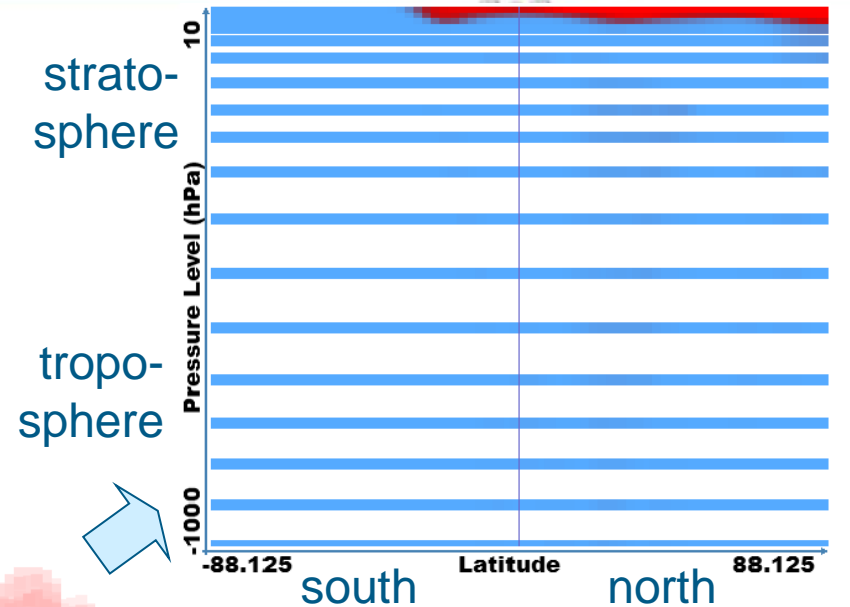 10
strato-
sphere
Pressure Level (hPa)
tropo-
sphere
-1000
-88.125
Latitude
88.125
south
north